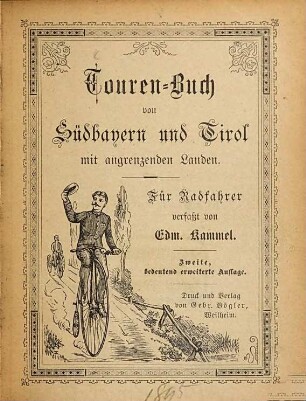 Touren-Buch
von
Südbayern und Tirol
mit angrenzenden Landen.
Für Radfahrer
verfaßt von
Edm. Kammel.
Zweite,
bedeutend erweiterte Auflage.
Druck und Verlag
von Gebr. Gögler,
Weilheim.